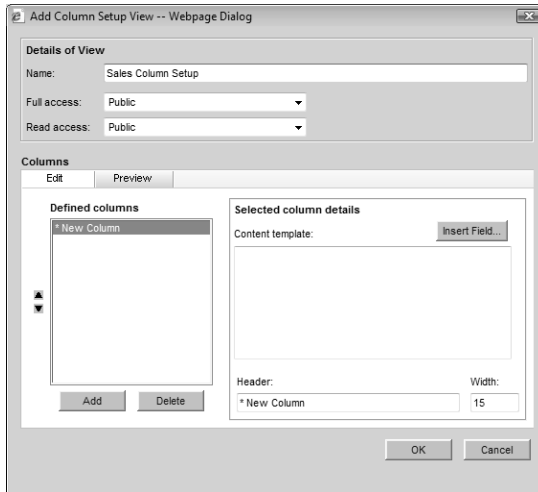 Add Column Setup View -- Webpage Dialog
Details of View
Name: Sales Column Setup
Full access: Public
Read access: Public
Columns
Edit Preview
Defined columns
* New Column
Add Delete
Selected column details
Content template: Insert Field...
Header: Width:
* New Column 15
OK Cancel